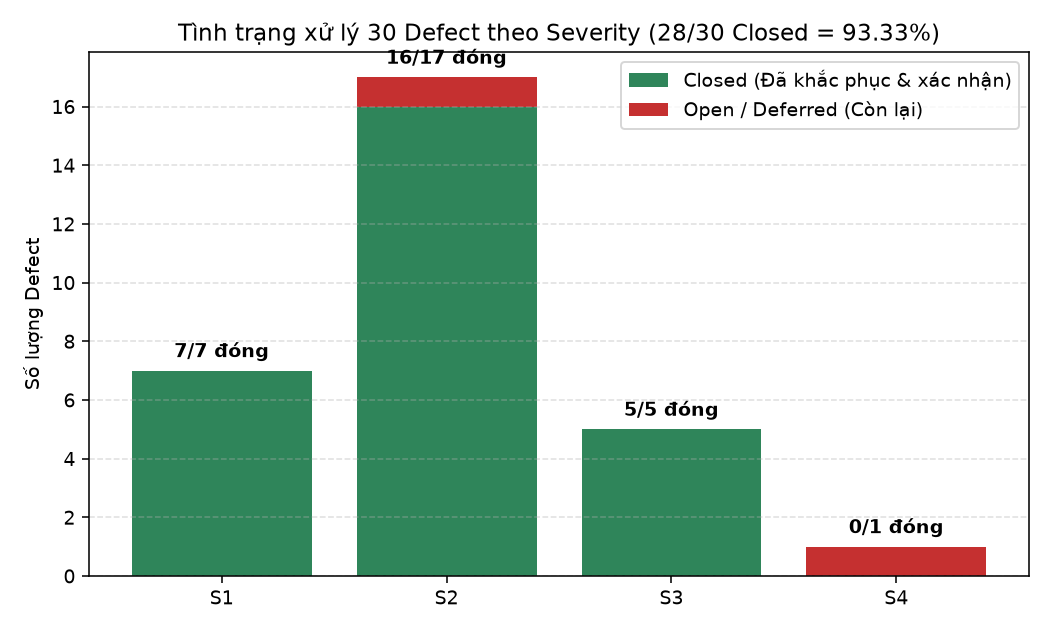 Tình trạng xử lý 30 Defect theo Severity (28/30 Closed = 93.33%)
16/17 đóng
Closed (Đã khắc phục & xác nhận)
Open / Deferred (Còn lại)
Số lượng Defect
16
14
12
10
8
6
4
2
0
7/7 đóng
5/5 đóng
0/1 đóng
S1
S2
S3
S4